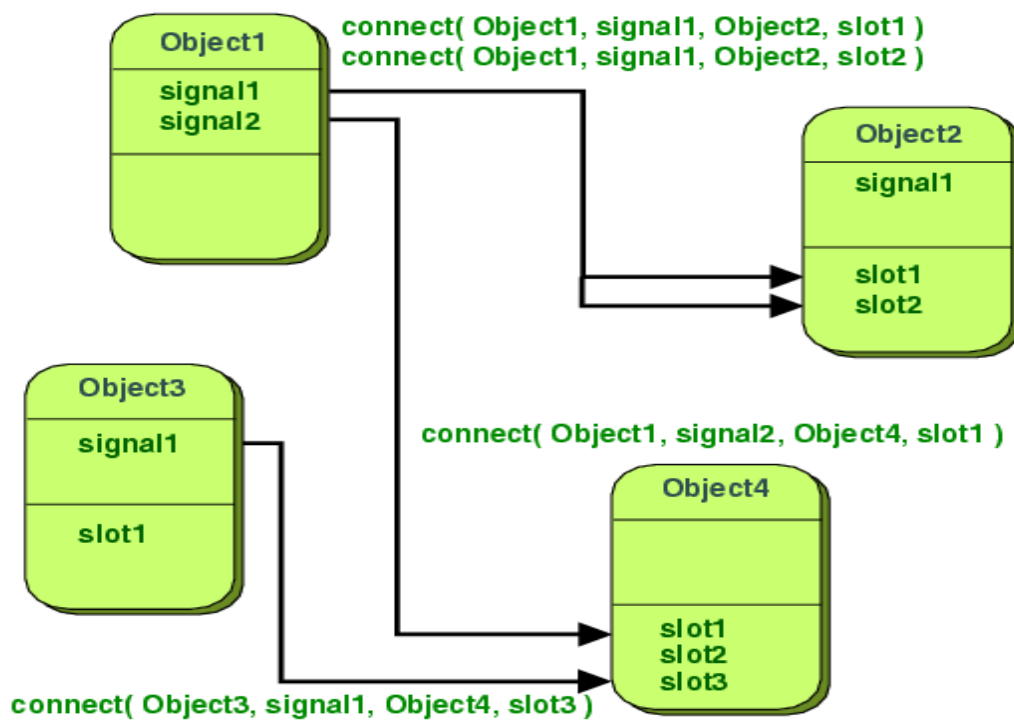 Object1
signal1
signal2
connect( Object1, signal1, Object2, slot1 )
connect( Object1, signal1, Object2, slot2 )
Object2
signal1
slot1
slot2
Object3
signal1
slot1
connect( Object1, signal2, Object4, slot1 )
Object4
slot1
slot2
slot3
connect( Object3, signal1, Object4, slot3 )